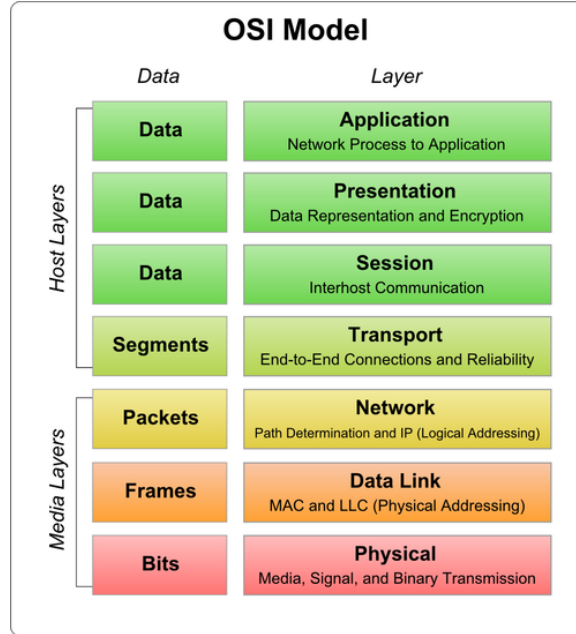 OSI Model
Data Layer
Host Layers
Data
Application
Network Process to Application
Data
Presentation
Data Representation and Encryption
Data
Session
Interhost Communication
Segments
Transport
End-to-End Connections and Reliability
Media Layers
Packets
Network
Path Determination and IP (Logical Addressing)
Frames
Data Link
MAC and LLC (Physical Addressing)
Bits
Physical
Media, Signal, and Binary Transmission